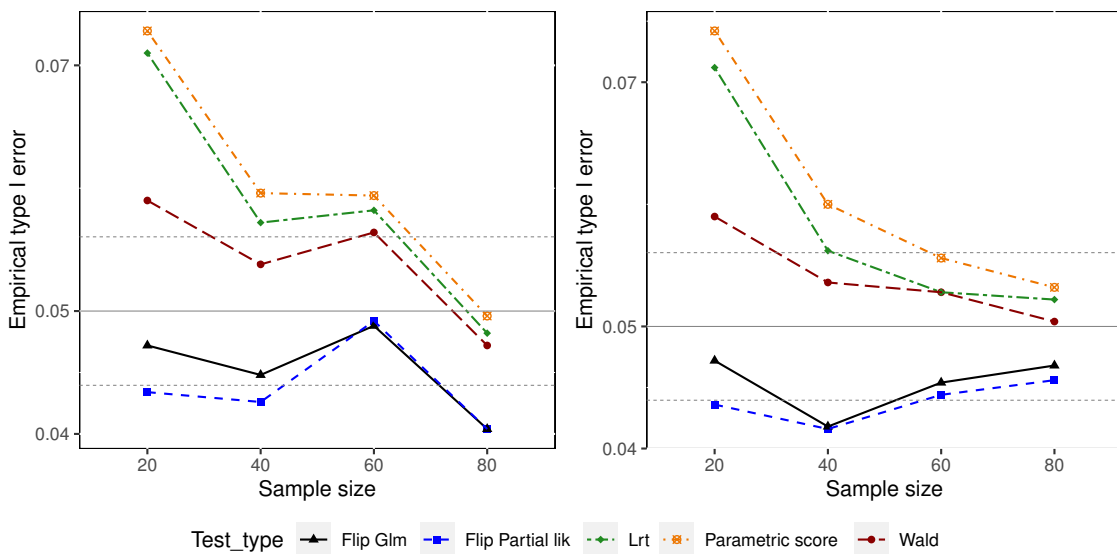 Empirical type I error
0.07
0.05
0.04
20 40 60 80
Sample size
Empirical type I error
0.07
0.05
0.04
20 40 60 80
Sample size
Test_type Flip Glm Flip Partial lik Lrt Parametric score Wald